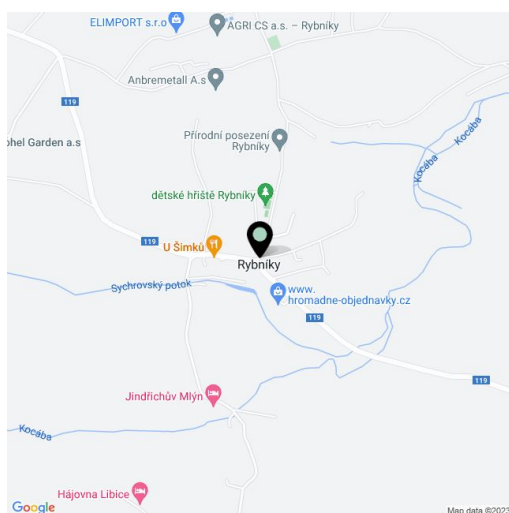 ELIMPORT s.r.o
AGRI CS a.s. – Rybníky
Anbremetall A.s
119
ohel Garden a.s
Přírodní posezení
Rybníky
Kocába
Kocába
dětské hřiště Rybníky
119
U Šimků
Rybníky
Sychrovský potok
www.
hromadne-objednavky.cz
119
119
Jindřichův Mlýn
Kocába
Hájovna Libice
Google
Map data ©2023